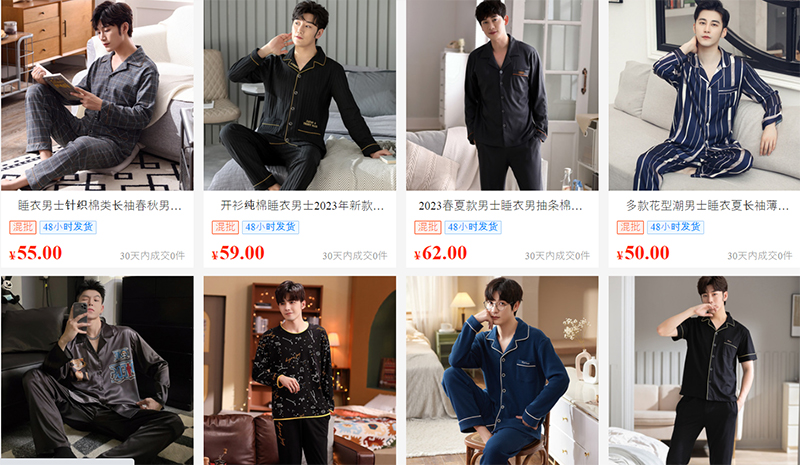 睡衣男士针织棉类长袖春秋男…
开衫纯棉睡衣男士2023年新款…
2023春夏款男士睡衣男抽条棉…
多款花型潮男士睡衣夏长袖薄…
混批 48小时发货
混批 48小时发货
混批 48小时发货
混批 48小时发货
¥55.00 30天内成交0件
¥59.00 30天内成交0件
¥62.00 30天内成交0件
¥50.00 30天内成交0件